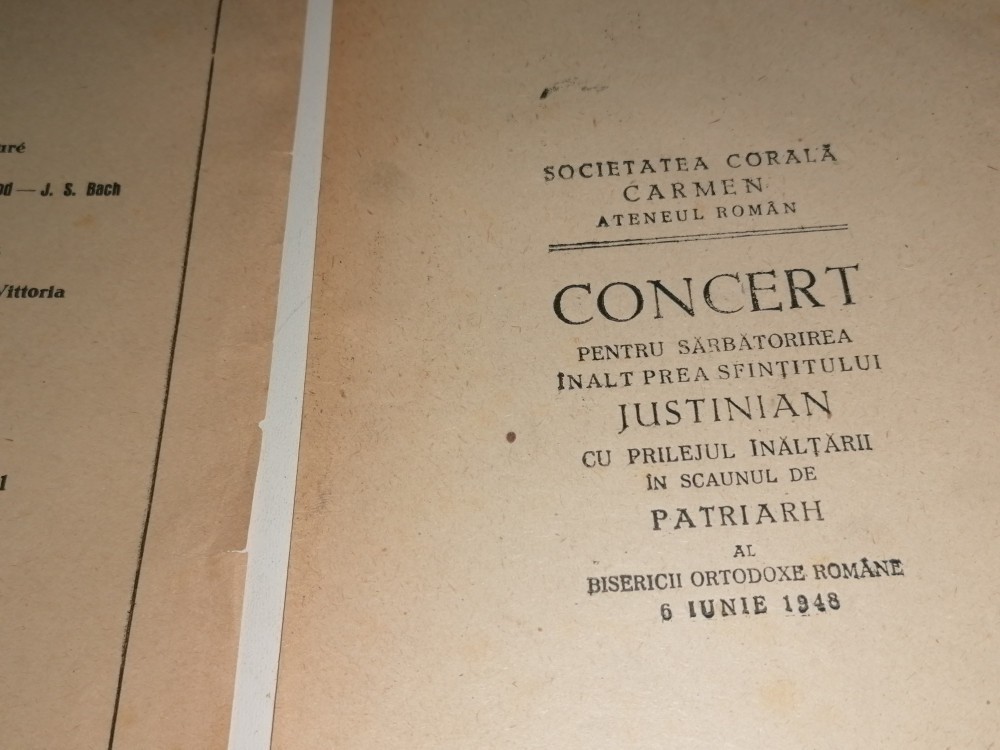 J. S. Bach
Vittoria
SOCIETATEA CORALĂ
CARMEN
ATENEUL ROMÂN
CONCERT
PENTRU SĂRBĂTORIREA
ÎNALT PREA SFINȚITULUI
JUSTINIAN
CU PRILEJUL INĂLȚĂRII
ÎN SCAUNUL DE
PATRIARH
AL
BISERICII ORTODOXE ROMÂNE
6 IUNIE 1948